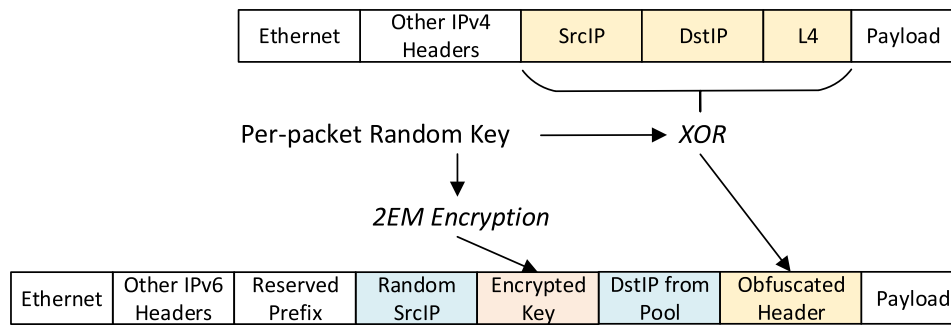 Ethernet
Other IPv4
Headers
SrcIP
DstIP
L4
Payload
Per-packet Random Key
XOR
2EM Encryption
Ethernet
Other IPv6
Headers
Reserved
Prefix
Random
SrcIP
Encrypted
Key
DstIP from
Pool
Obfuscated
Header
Payload